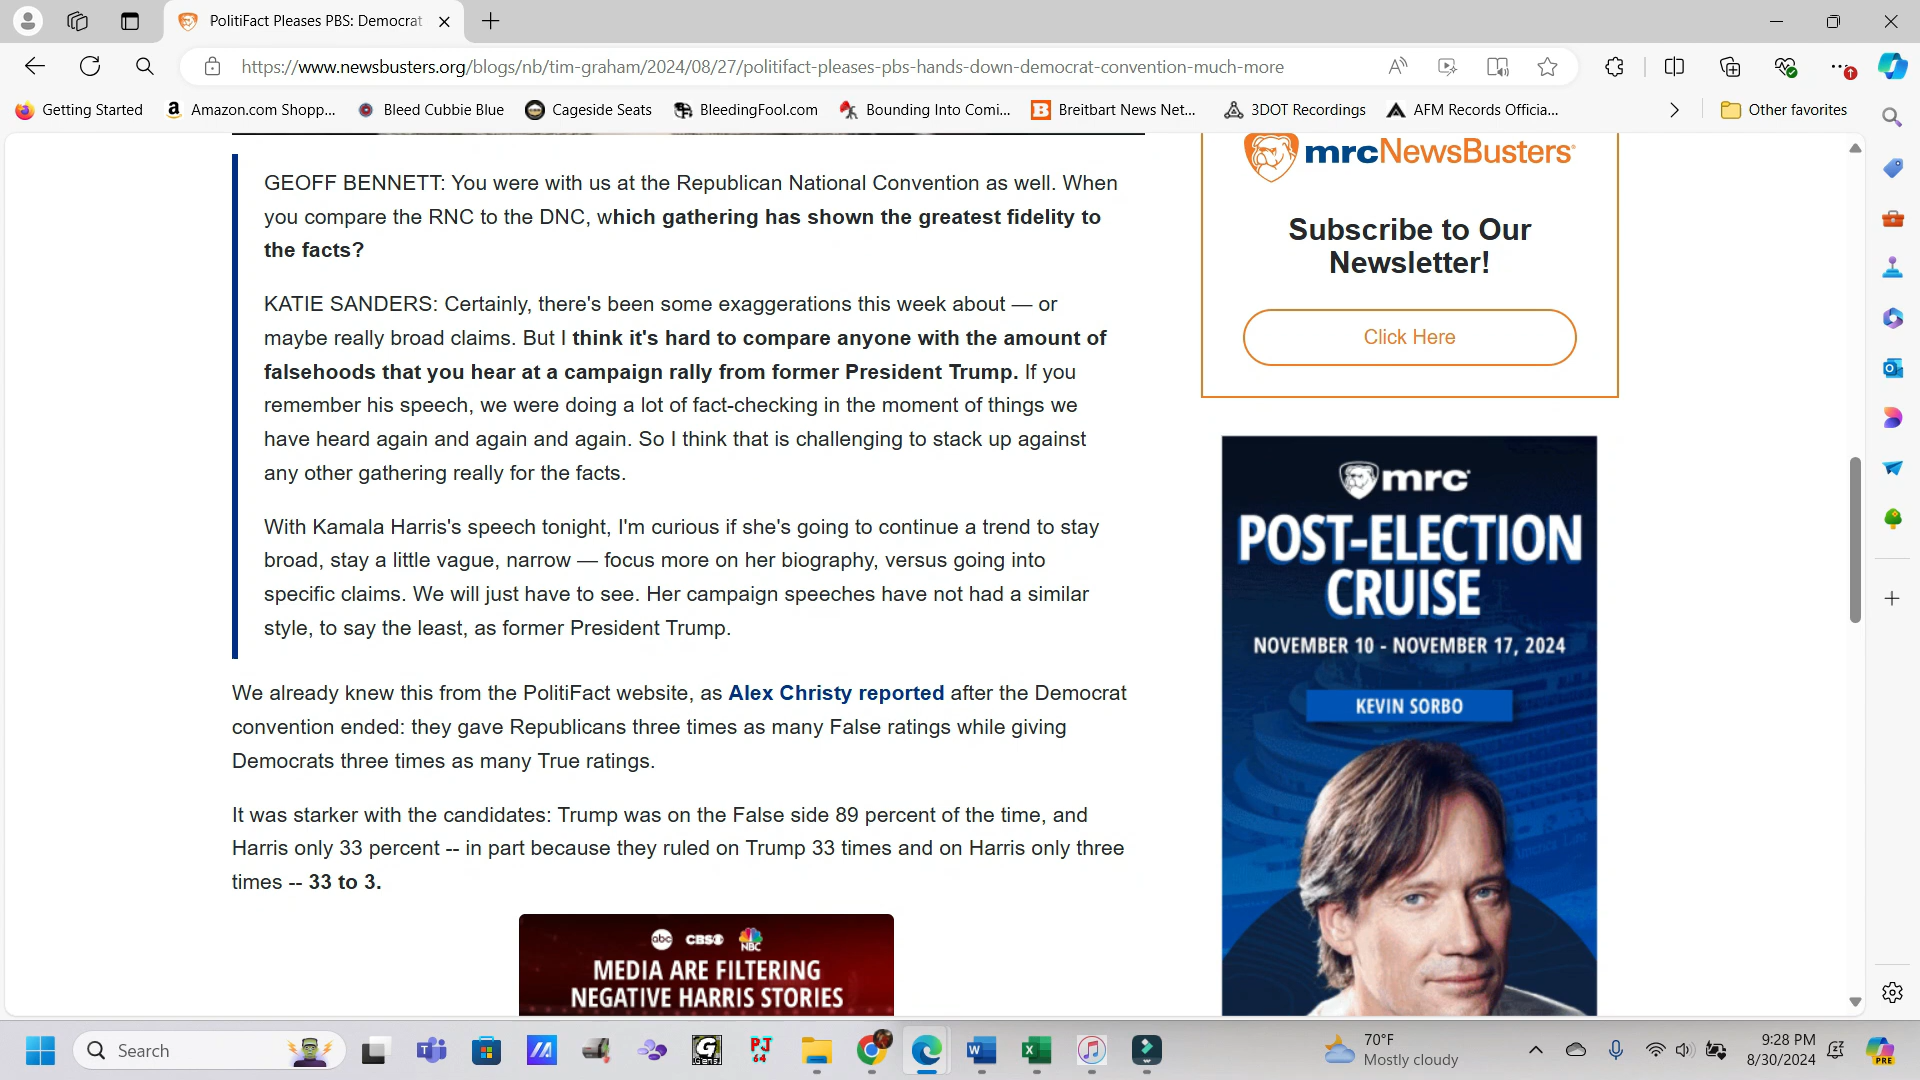 PolitiFact Pleases PBS: Democrat
https://www.newsbusters.org/blogs/nb/tim-graham/2024/08/27/politifact-pleases-pbs-hands-down-democrat-convention-much-more
Getting Started
Amazon.com Shopp...
Bleed Cubbie Blue
Cageside Seats
BleedingFool.com
Bounding Into Comi...
Breitbart News Net...
3DOT Recordings
AFM Records Officia...
Other favorites
GEOFF BENNETT: You were with us at the Republican National Convention as well. When
you compare the RNC to the DNC, which gathering has shown the greatest fidelity to
the facts?
KATIE SANDERS: Certainly, there's been some exaggerations this week about — or
maybe really broad claims. But I think it's hard to compare anyone with the amount of
falsehoods that you hear at a campaign rally from former President Trump. If you
remember his speech, we were doing a lot of fact-checking in the moment of things we
have heard again and again and again. So I think that is challenging to stack up against
any other gathering really for the facts.
With Kamala Harris's speech tonight, I'm curious if she's going to continue a trend to stay
broad, stay a little vague, narrow — focus more on her biography, versus going into
specific claims. We will just have to see. Her campaign speeches have not had a similar
style, to say the least, as former President Trump.
We already knew this from the PolitiFact website, as Alex Christy reported after the Democrat
convention ended: they gave Republicans three times as many False ratings while giving
Democrats three times as many True ratings.
It was starker with the candidates: Trump was on the False side 89 percent of the time, and
Harris only 33 percent -- in part because they ruled on Trump 33 times and on Harris only three
times -- 33 to 3.
abc CBS NBC
MEDIA ARE FILTERING
NEGATIVE HARRIS STORIES
mrcNewsBusters
Subscribe to Our
Newsletter!
Click Here
mrc
POST-ELECTION
CRUISE
NOVEMBER 10 - NOVEMBER 17, 2024
KEVIN SORBO
Search
70°F
Mostly cloudy
9:28 PM
8/30/2024